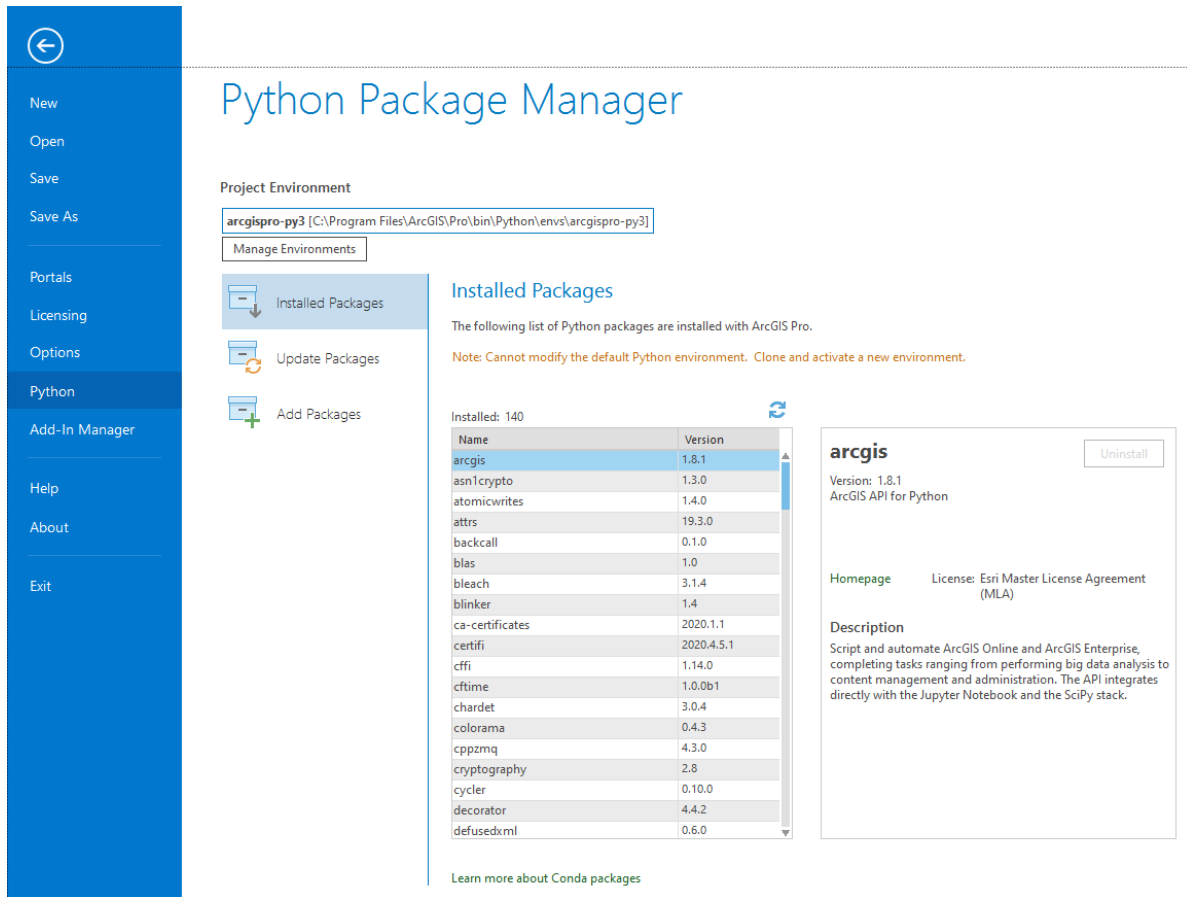 New
Open
Save
Save As
Portals
Licensing
Options
Python
Add-In Manager
Help
About
Exit
Python Package Manager
Project Environment
arcgispro-py3 [C:\Program Files\ArcGIS\Pro\bin\Python\envs\arcgispro-py3]
Manage Environments
Installed Packages
Update Packages
Add Packages
Installed Packages
The following list of Python packages are installed with ArcGIS Pro.
Note: Cannot modify the default Python environment. Clone and activate a new environment.
Installed: 140
Name Version
arcgis 1.8.1
asn1crypto 1.3.0
atomicwrites 1.4.0
attrs 19.3.0
backcall 0.1.0
blas 1.0
bleach 3.1.4
blinker 1.4
ca-certificates 2020.1.1
certifi 2020.4.5.1
cffi 1.14.0
cftime 1.0.0b1
chardet 3.0.4
colorama 0.4.3
cppzmq 4.3.0
cryptography 2.8
cycler 0.10.0
decorator 4.4.2
defusedxml 0.6.0
Learn more about Conda packages
arcgis
Uninstall
Version: 1.8.1
ArcGIS API for Python
Homepage License: Esri Master License Agreement
(MLA)
Description
Script and automate ArcGIS Online and ArcGIS Enterprise,
completing tasks ranging from performing big data analysis to
content management and administration. The API integrates
directly with the Jupyter Notebook and the SciPy stack.